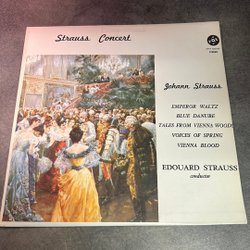 Strauss Concert
VOX
Johann Strauss
EMPEROR WALTZ
BLUE DANUBE
TALES FROM VIENNA WOODS
VOICES OF SPRING
VIENNA BLOOD
EDOUARD STRAUSS
conductor